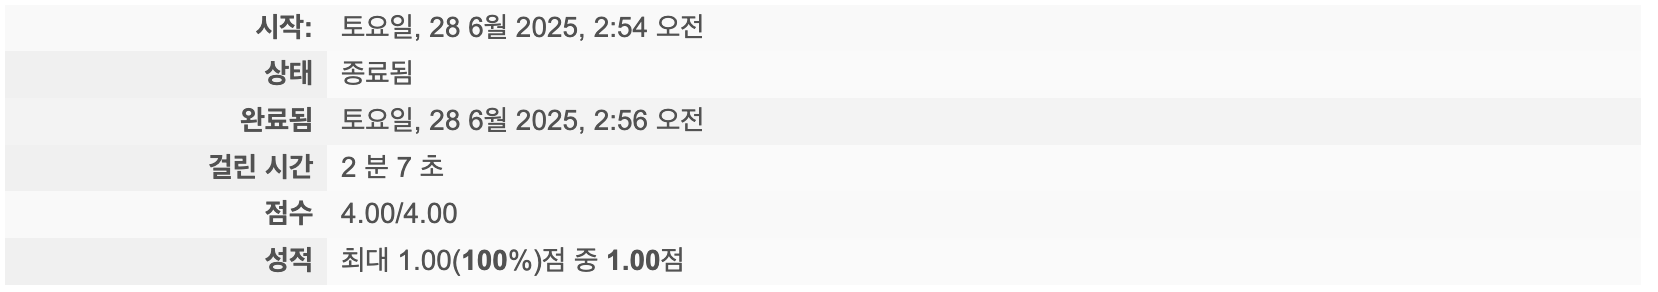 시작: 토요일, 28 6월 2025, 2:54 오전
상태 종료됨
완료됨 토요일, 28 6월 2025, 2:56 오전
걸린 시간 2 분 7 초
점수 4.00/4.00
성적 최대 1.00(100%)점 중 1.00점